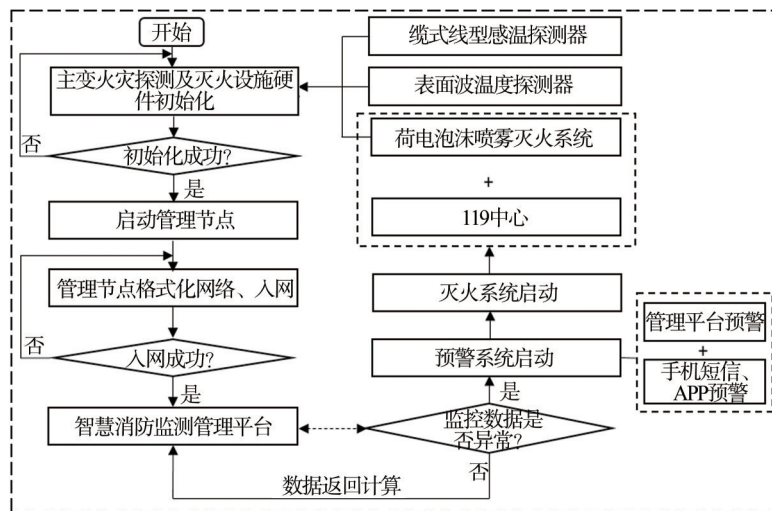 开始
主变火灾探测及灭火设施硬
件初始化
否
初始化成功?
是
启动管理节点
管理节点格式化网络、入网
否
入网成功?
是
智慧消防监测管理平台
缆式线型感温探测器
表面波温度探测器
荷电泡沫喷雾灭火系统
+
119中心
灭火系统启动
预警系统启动
管理平台预警
+
手机短信、
APP预警
是
监控数据是
否异常?
否
数据返回计算